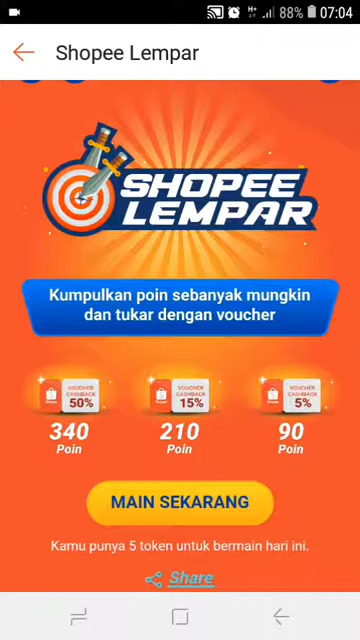 H+ 88% 07:04
Shopee Lempar
SHOPEE
LEMPAR
Kumpulkan poin sebanyak mungkin
dan tukar dengan voucher
VOUCHER
CASHBACK
50%
VOUCHER
CASHBACK
15%
VOUCHER
CASHBACK
5%
340
Poin
210
Poin
90
Poin
MAIN SEKARANG
Kamu punya 5 token untuk bermain hari ini.
Share